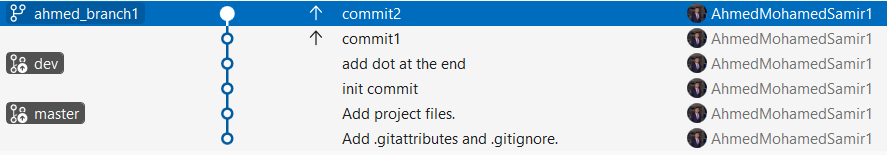 ahmed_branch1 commit2 AhmedMohamedSamir1
commit1 AhmedMohamedSamir1
dev add dot at the end AhmedMohamedSamir1
init commit AhmedMohamedSamir1
master Add project files. AhmedMohamedSamir1
Add .gitattributes and .gitignore. AhmedMohamedSamir1